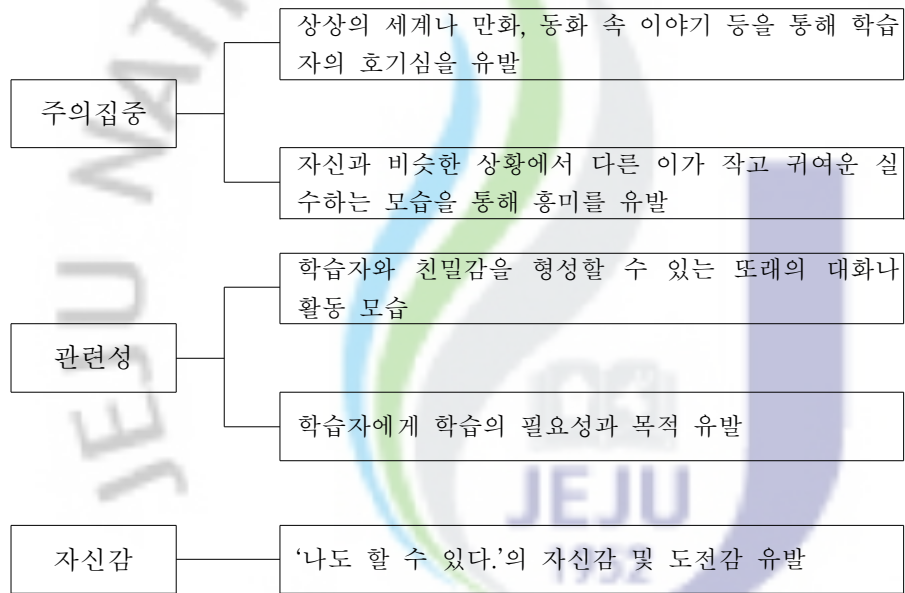 상상의 세계나 만화, 동화 속 이야기 등을 통해 학습
자의 호기심을 유발
주의집중
자신과 비슷한 상황에서 다른 이가 작고 귀여운 실
수하는 모습을 통해 흥미를 유발
학습자와 친밀감을 형성할 수 있는 또래의 대화나
활동 모습
관련성
학습자에게 학습의 필요성과 목적 유발
자신감
‘나도 할 수 있다.’의 자신감 및 도전감 유발
JEJU
1952
JEJU NATI